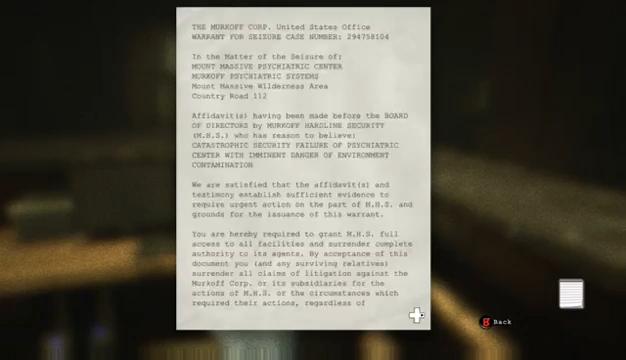 THE MURKOFF CORP. United States Office
WARRANT FOR SEIZURE CASE NUMBER: 294758104
In the Matter of the Seizure of:
MOUNT MASSIVE PSYCHIATRIC CENTER
MURKOFF PSYCHIATRIC SYSTEMS
Mount Massive Wilderness Area
Country Road 112
Affidavit(s) having been made before the BOARD
OF DIRECTORS by MURKOFF HARDLINE SECURITY
(M.H.S.) who has reason to believe:
CATASTROPHIC SECURITY FAILURE OF PSYCHIATRIC
CENTER WITH IMMINENT DANGER OF ENVIRONMENT
CONTAMINATION
We are satisfied that the affidavit(s) and
testimony establish sufficient evidence to
require urgent action on the part of M.H.S. and
grounds for the issuance of this warrant.
You are hereby required to grant M.H.S. full
access to all facilities and surrender complete
authority to its agents. By acceptance of this
document you (and any surviving relatives)
surrender all claims of litigation against the
Murkoff Corp. or its subsidiaries for the
actions of M.H.S. or the circumstances which
required their actions, regardless of
B Back